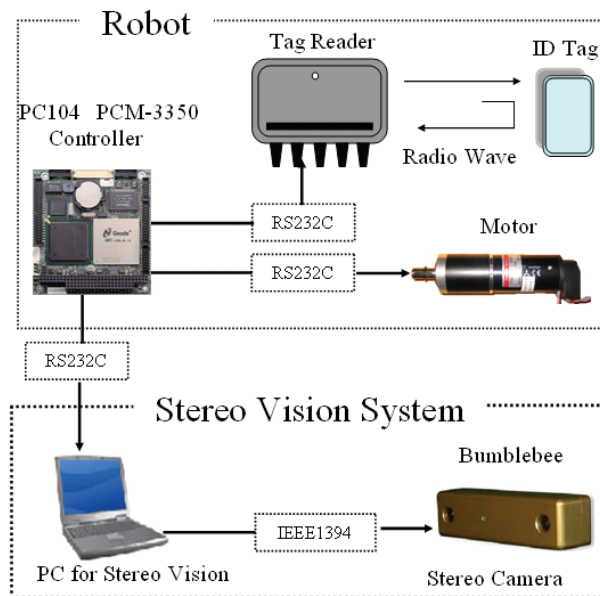 Robot
Tag Reader
ID Tag
PC104 PCM-3350
Controller
Radio Wave
Geode
RS232C
Motor
RS232C
RS232C
Stereo Vision System
Bumblebee
IEEE1394
PC for Stereo Vision
Stereo Camera